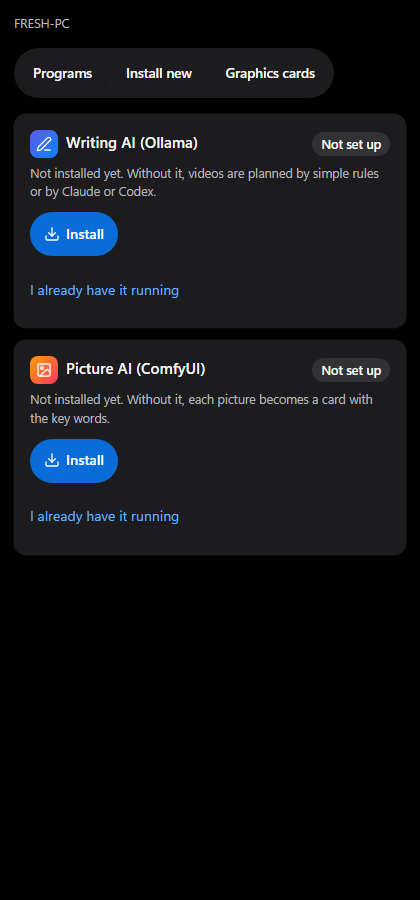 FRESH-PC
Programs
Install new
Graphics cards
Writing AI (Ollama)
Not set up
Not installed yet. Without it, videos are planned by simple rules
or by Claude or Codex.
Install
I already have it running
Picture AI (ComfyUI)
Not set up
Not installed yet. Without it, each picture becomes a card with
the key words.
Install
I already have it running